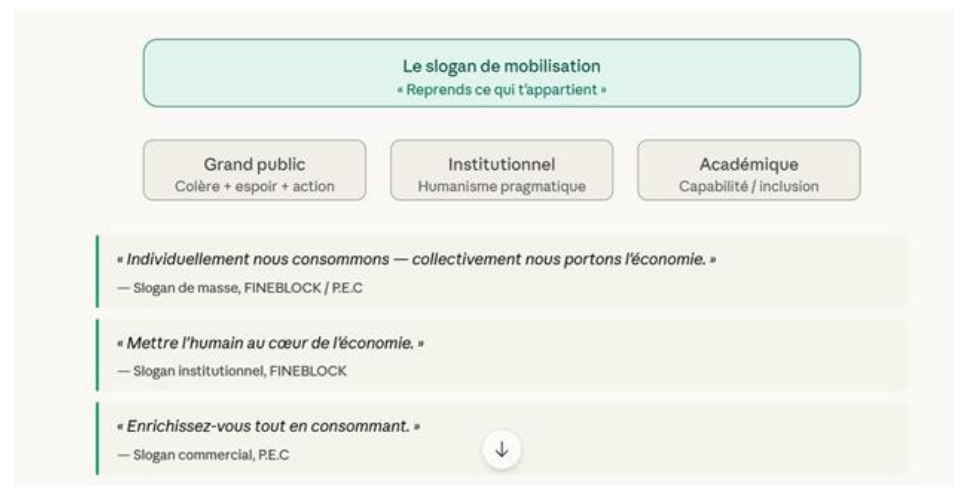 Le slogan de mobilisation
« Reprends ce qui t'appartient »
Grand public
Colère + espoir + action
Institutionnel
Humanisme pragmatique
Académique
Capabilité / inclusion
« Individuellement nous consommons — collectivement nous portons l'économie. »
— Slogan de masse, FINEBLOCK / P.E.C
« Mettre l'humain au cœur de l'économie. »
— Slogan institutionnel, FINEBLOCK
« Enrichissez-vous tout en consommant. »
— Slogan commercial, P.E.C